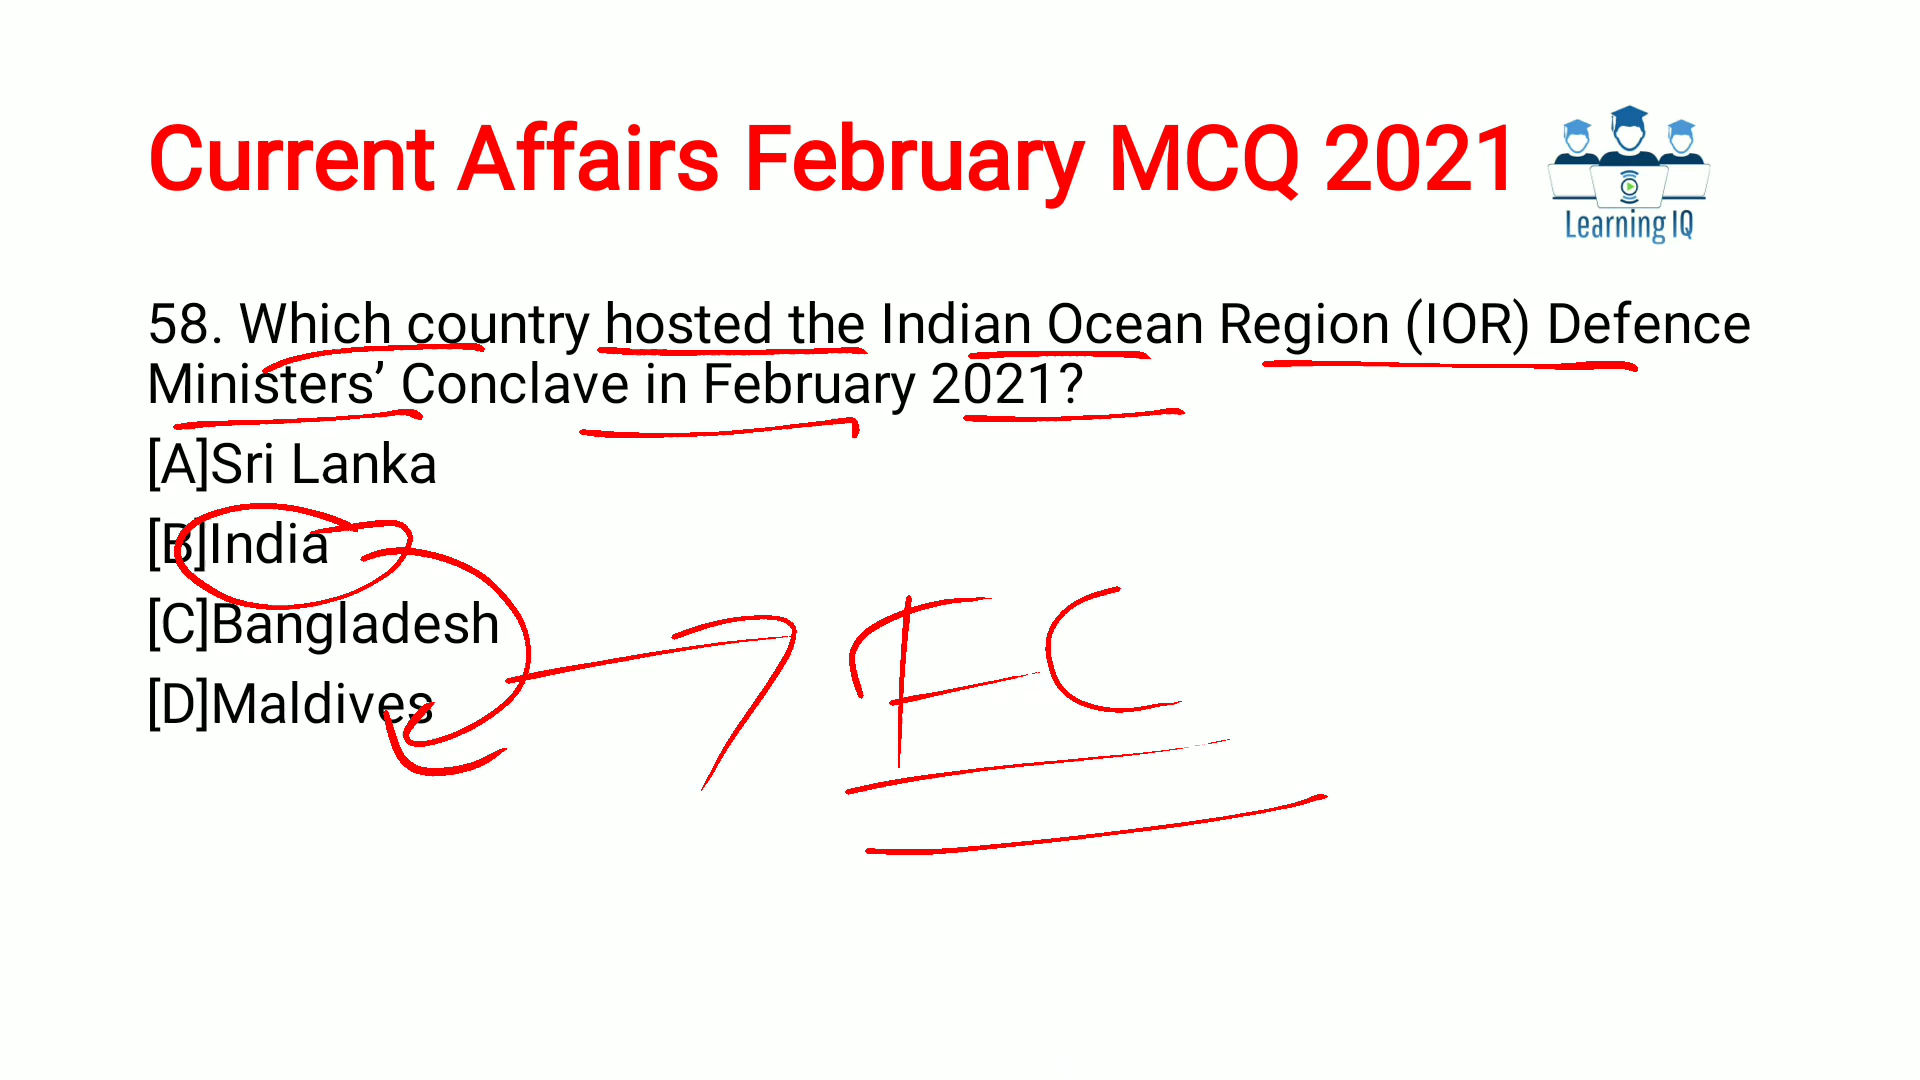 Current Affairs February MCQ 2021
Learning IQ
58. Which country hosted the Indian Ocean Region (IOR) Defence
Ministers’ Conclave in February 2021?
[A]Sri Lanka
[B]India
[C]Bangladesh
[D]Maldives